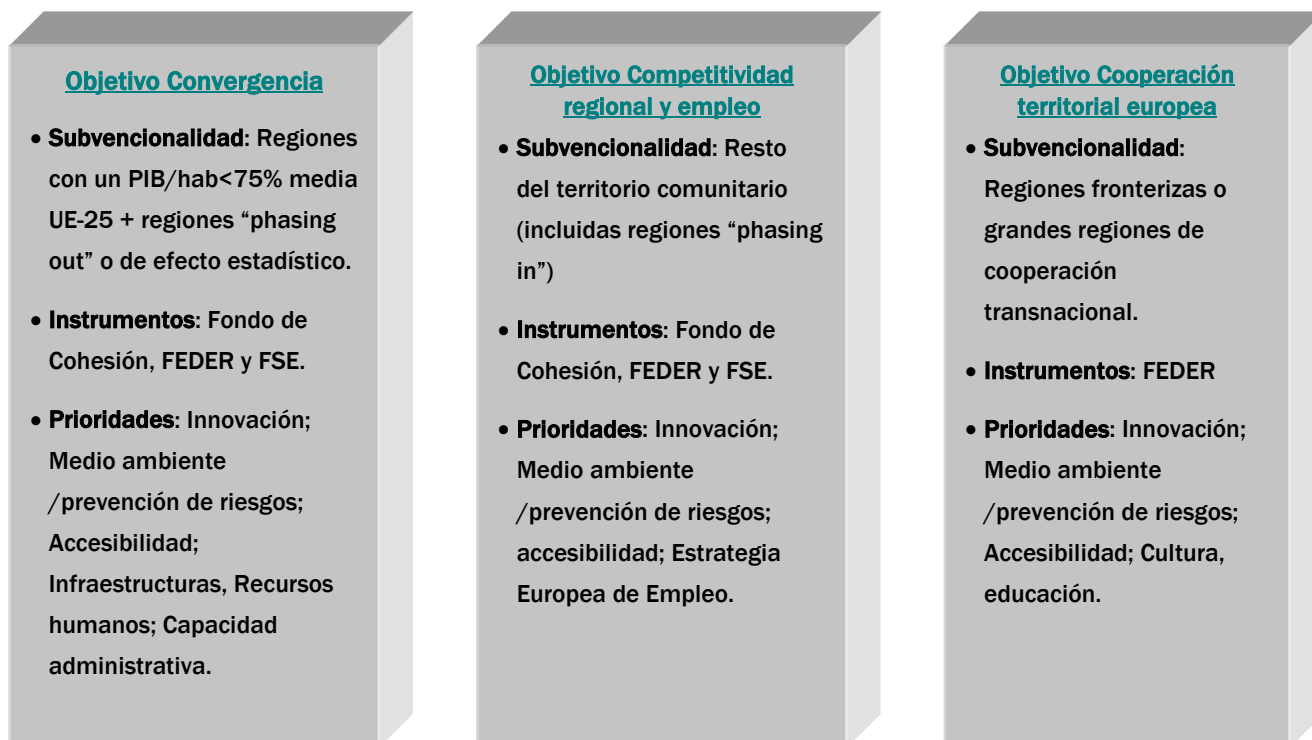 Objetivo Convergencia
• Subvencionalidad: Regiones
con un PIB/hab<75% media
UE-25 + regiones “phasing
out” o de efecto estadístico.
• Instrumentos: Fondo de
Cohesión, FEDER y FSE.
• Prioridades: Innovación;
Medio ambiente
/prevención de riesgos;
Accesibilidad;
Infraestructuras, Recursos
humanos; Capacidad
administrativa.
Objetivo Competitividad
regional y empleo
• Subvencionalidad: Resto
del territorio comunitario
(incluidas regiones “phasing
in”)
• Instrumentos: Fondo de
Cohesión, FEDER y FSE.
• Prioridades: Innovación;
Medio ambiente
/prevención de riesgos;
accesibilidad; Estrategia
Europea de Empleo.
Objetivo Cooperación
territorial europea
• Subvencionalidad:
Regiones fronterizas o
grandes regiones de
cooperación
transnacional.
• Instrumentos: FEDER
• Prioridades: Innovación;
Medio ambiente
/prevención de riesgos;
Accesibilidad; Cultura,
educación.